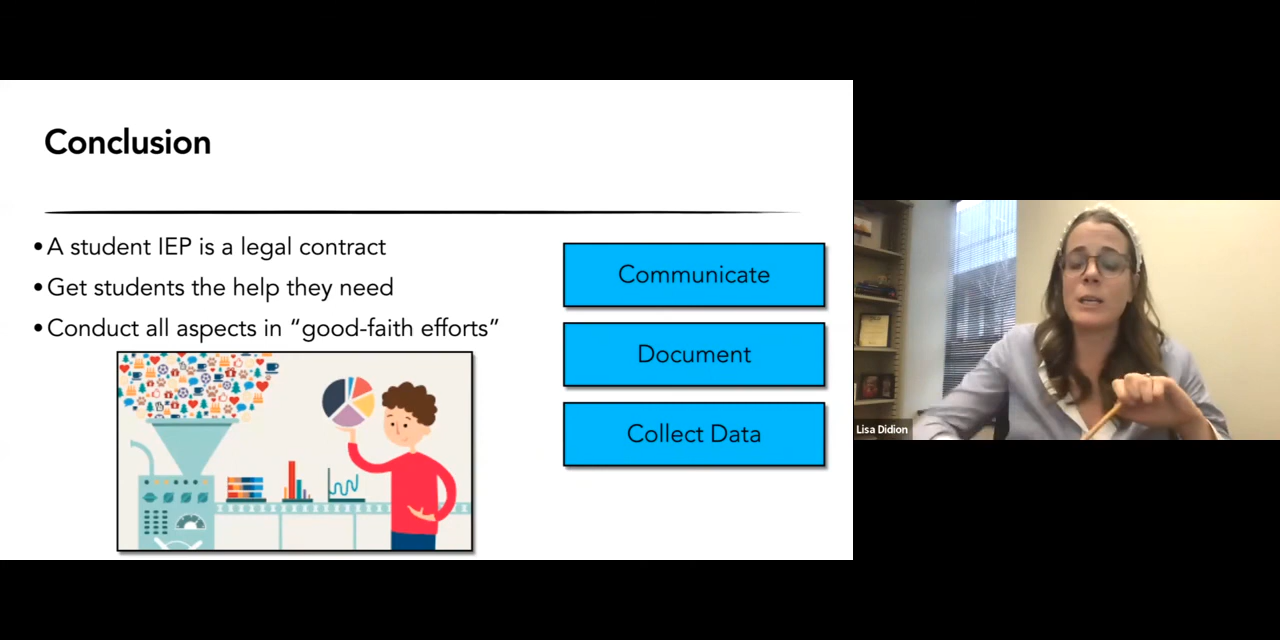 Conclusion
•A student IEP is a legal contract
•Get students the help they need
•Conduct all aspects in “good-faith efforts”
Communicate
Document
Collect Data
Lisa Didion